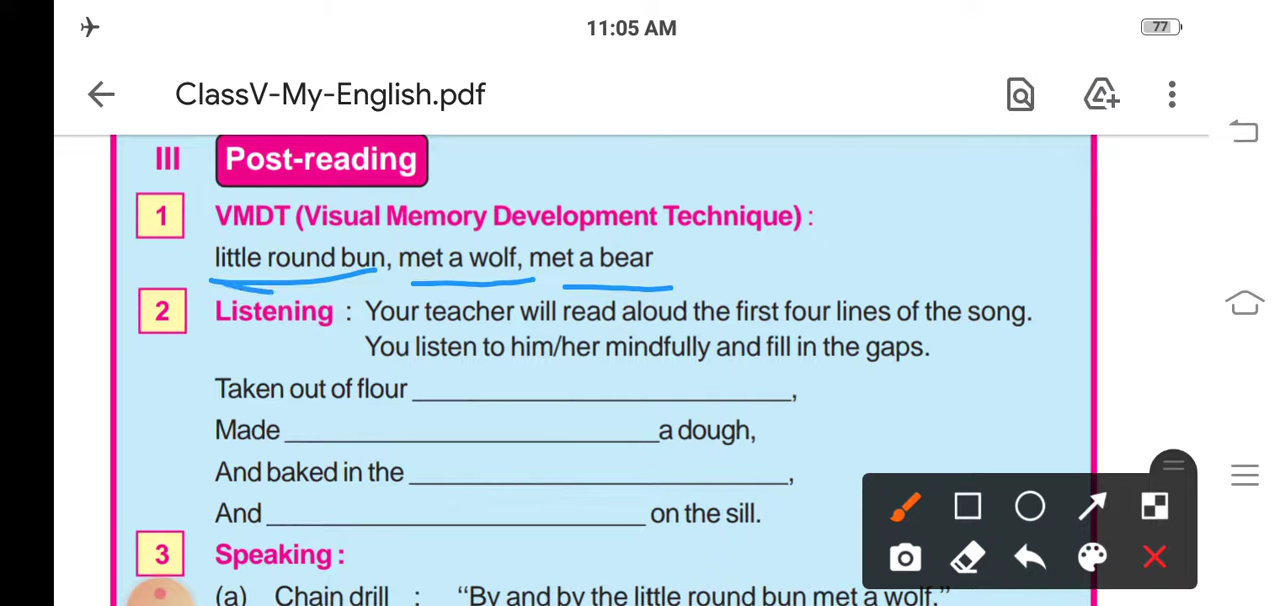 11:05 AM
77
ClassV-My-English.pdf
III Post-reading
1 VMDT (Visual Memory Development Technique) :
little round bun, met a wolf, met a bear
2 Listening : Your teacher will read aloud the first four lines of the song.
You listen to him/her mindfully and fill in the gaps.
Taken out of flour ________________________,
Made ________________________ a dough,
And baked in the ________________________,
And ________________________ on the sill.
3 Speaking :
(a) Chain drill : “By and by the little round bun met a wolf.”